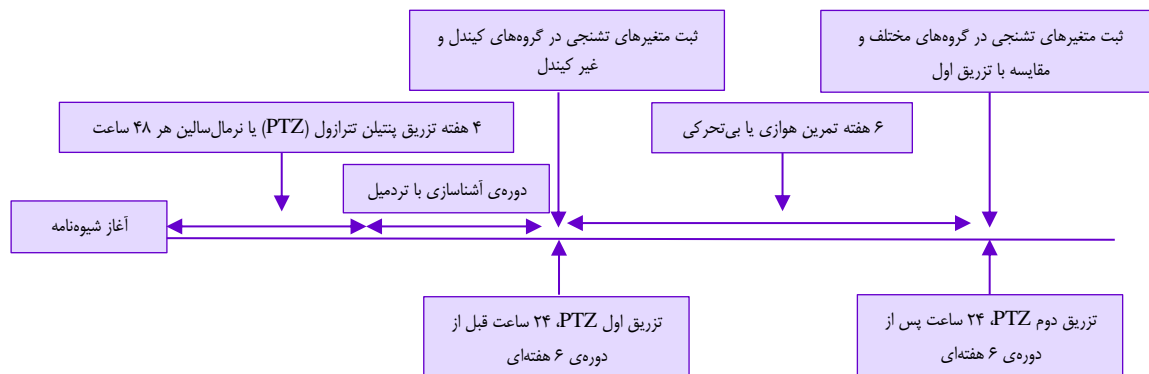 ثبت متغیرهای تشنجی در گروه‌های کیندل و
غیر کیندل
ثبت متغیرهای تشنجی در گروه‌های مختلف و
مقایسه با تزریق اول
۴ هفته تزریق پنتیلن تترازول (PTZ) یا نرمال‌سالین هر ۴۸ ساعت
۶ هفته تمرین هوازی یا بی‌تحرکی
دوره‌ی آشناسازی با تردمیل
آغاز شیوه‌نامه
تزریق اول PTZ، ۲۴ ساعت قبل از
دوره‌ی ۶ هفته‌ای
تزریق دوم PTZ، ۲۴ ساعت پس از
دوره‌ی ۶ هفته‌ای